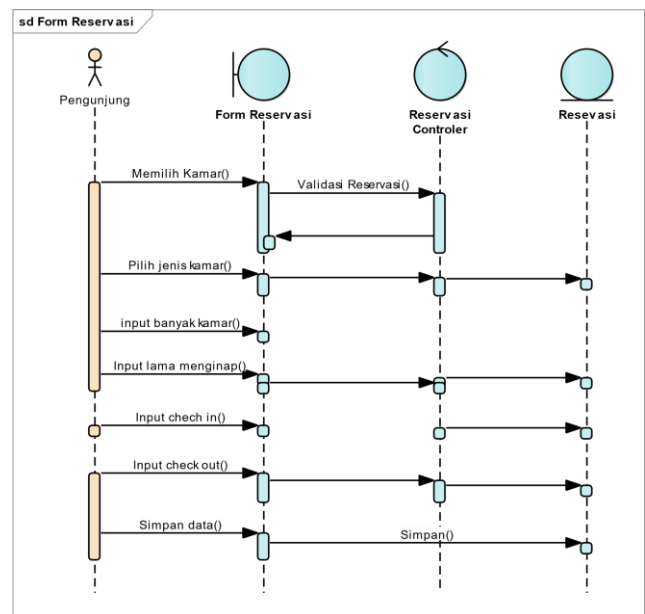 sd Form Reservasi
Pengunjung
Form Reservasi
Reservasi
Controler
Resevasi
Memilih Kamar()
Validasi Reservasi()
Pilih jenis kamar()
input banyak kamar()
Input lama menginap()
Input chech in()
Input check out()
Simpan data()
Simpan()